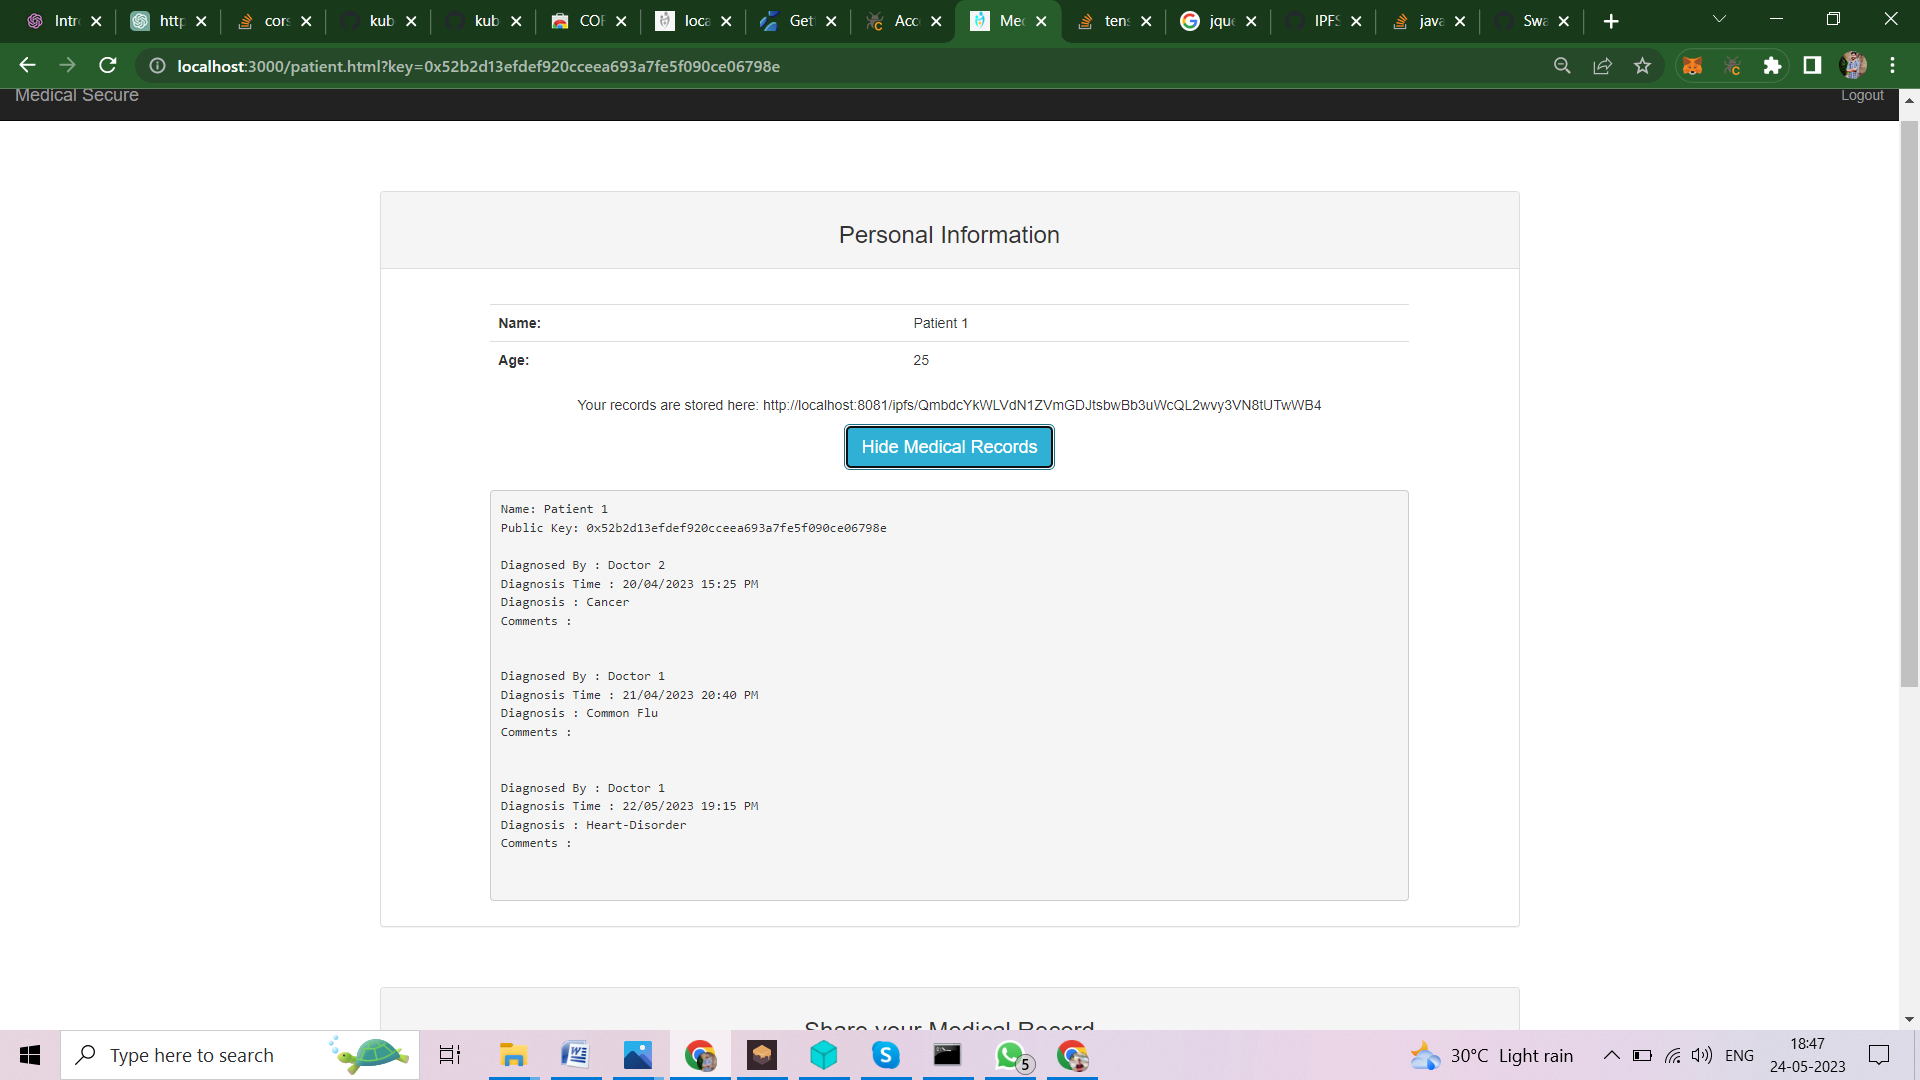 Intr
http
cors
kub
kub
COF
loca
Get
Acc
Med
tens
jque
IPFS
java
Swa
localhost:3000/patient.html?key=0x52b2d13efdef920cceea693a7fe5f090ce06798e
Medical Secure
Logout
Personal Information
Name: Patient 1
Age: 25
Your records are stored here: http://localhost:8081/ipfs/QmbdcYkWLVdN1ZVmGDJtsbwBb3uWcQL2wvy3VN8tUTwWB4
Hide Medical Records
Name: Patient 1
Public Key: 0x52b2d13efdef920cceea693a7fe5f090ce06798e
Diagnosed By : Doctor 2
Diagnosis Time : 20/04/2023 15:25 PM
Diagnosis : Cancer
Comments :
Diagnosed By : Doctor 1
Diagnosis Time : 21/04/2023 20:40 PM
Diagnosis : Common Flu
Comments :
Diagnosed By : Doctor 1
Diagnosis Time : 22/05/2023 19:15 PM
Diagnosis : Heart-Disorder
Comments :
Share your Medical Record
Type here to search
5
30°C Light rain
ENG
18:47
24-05-2023